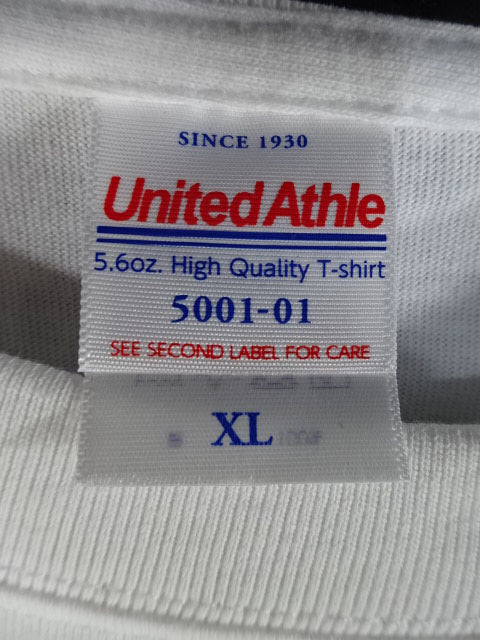 SINCE 1930
United Athle
5.6oz. High Quality T-shirt
5001-01
SEE SECOND LABEL FOR CARE
XL